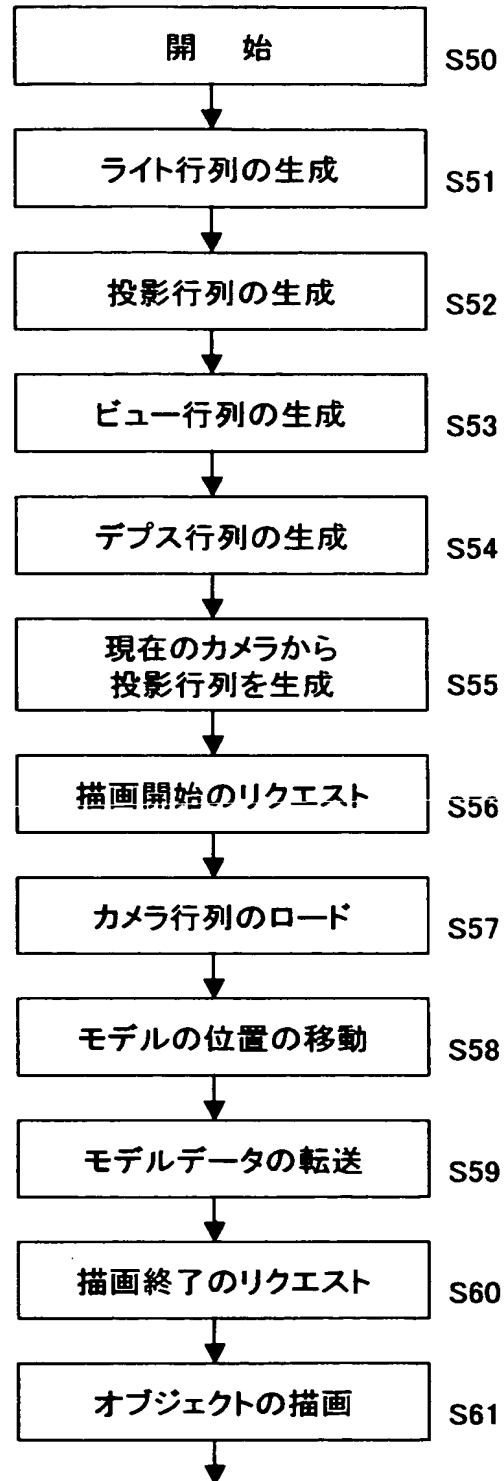 開 始
S50
ライト行列の生成
S51
投影行列の生成
S52
ビュー行列の生成
S53
デプス行列の生成
S54
現在のカメラから
投影行列を生成
S55
描画開始のリクエスト
S56
カメラ行列のロード
S57
モデルの位置の移動
S58
モデルデータの転送
S59
描画終了のリクエスト
S60
オブジェクトの描画
S61